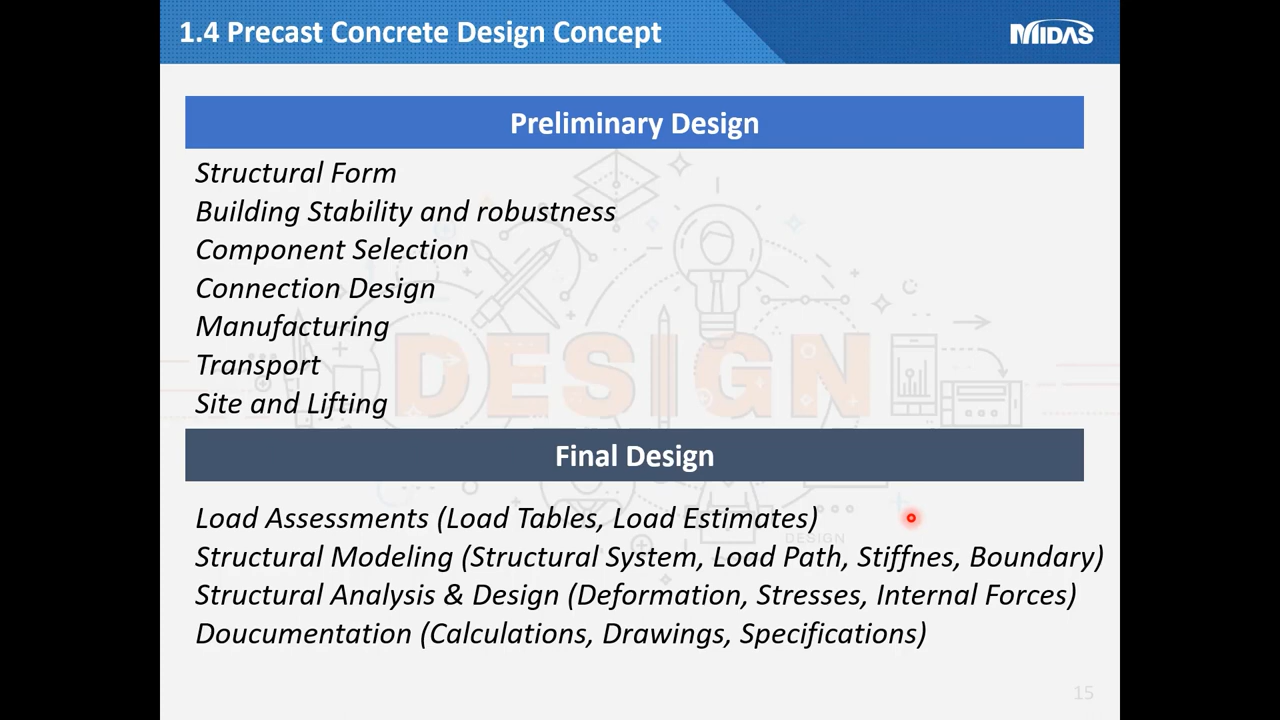 1.4 Precast Concrete Design Concept
MIDAS
Preliminary Design
Structural Form
Building Stability and robustness
Component Selection
Connection Design
Manufacturing
Transport
Site and Lifting
DESIGN
Final Design
Load Assessments (Load Tables, Load Estimates)
DESIGN
Structural Modeling (Structural System, Load Path, Stiffnes, Boundary)
Structural Analysis & Design (Deformation, Stresses, Internal Forces)
Doucumentation (Calculations, Drawings, Specifications)
15